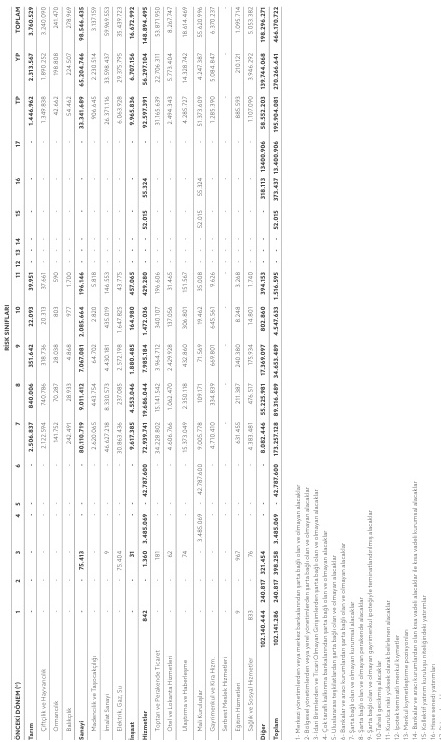 RİSK SINIFLARI
ÖNCEKİ DÖNEM (*) 1 2 3 4 5 6 7 8 9 10 11 12 13 14 15 16 17 TP YP TOPLAM
Tarım - - - - - - 2.506.837 840.006 351.642 22.093 39.951 - - - - - - 1.446.962 2.313.567 3.760.529
Çiftçilik ve Hayvancılık - - - - - - 2.122.594 740.786 20.313 37.661 - - - - - - 1.349.838 1.890.252 3.240.090
Ormancılık - - - - - - 141.752 70.287 28.038 803 590 - - - - - - 42.662 198.808 241.470
Balıkçılık - - - - - - 242.491 28.933 4.868 977 1.700 - - - - - - 54.462 224.507 278.969
Sanayi - - 75.413 - - - 80.110.719 9.011.412 7.067.081 2.085.664 196.146 - - - - - - 33.341.689 65.204.746 98.546.435
Madencilik ve Taşocakçılığı - - - - - - 2.620.065 443.754 64.702 2.820 5.818 - - - - - - 906.645 2.230.514 3.137.159
İmalat Sanayi - - 9 - - - 46.627.218 8.330.573 4.430.181 435.019 146.553 - - - - - - 26.371.116 33.598.437 59.969.553
Elektrik, Gaz, Su - - 75.404 - - - 30.863.436 237.085 2.572.198 1.647.825 43.775 - - - - - - 6.063.928 29.375.795 35.439.723
İnşaat - - 31 - - - 9.617.385 4.553.046 1.880.485 164.980 457.065 - - - - - - 9.965.836 6.707.156 16.672.992
Hizmetler 842 - 1.360 3.485.069 - 42.787.600 72.939.741 19.686.044 7.985.184 1.472.036 429.280 - - - 52.015 55.324 - 92.597.391 56.297.104 148.894.495
Toptan ve Perakende Ticaret - - 181 - - - 34.228.802 15.141.542 3.964.712 340.107 196.606 - - - - - - 31.165.639 22.706.311 53.871.950
Otel ve Lokanta Hizmetleri - - 62 - - - 4.606.766 1.062.470 2.429.928 137.056 31.465 - - - - - - 2.494.343 5.773.404 8.267.747
Ulaştırma ve Haberleşme - - 74 - - - 15.373.049 2.350.118 432.860 306.801 151.567 - - - - - - 4.285.727 14.328.742 18.614.469
Mali Kuruluşlar - - - 3.485.069 - 42.787.600 9.005.778 109.171 71.569 19.462 35.008 - - - 52.015 55.324 - 51.373.609 4.247.387 55.620.996
Gayrimenkul ve Kira Hizm. - - - - - - 4.710.410 334.839 669.801 645.561 9.626 - - - - - - 1.285.390 5.084.847 6.370.237
Serbest Meslek Hizmetleri - - - - - - - - - - - - - - - - - - - -
Eğitim Hizmetleri 9 - 967 - - - 631.455 211.387 240.380 8.248 3.268 - - - - - - 885.593 210.121 1.095.714
Sağlık ve Sosyal Hizmetler 833 - 76 - - - 4.383.481 476.517 175.934 14.801 1.740 - - - - - - 1.107.090 3.946.292 5.053.382
Diğer 102.140.444 240.817 321.454 - - - 8.082.446 55.225.981 17.369.097 802.860 394.153 - - - - 318.113 13.400.906 58.552.203 139.744.068 198.296.271
Toplam 102.141.286 240.817 398.258 3.485.069 - 42.787.600 173.257.128 89.316.489 34.653.489 4.547.633 1.516.595 - - - 52.015 373.437 13.400.906 195.904.081 270.266.641 466.170.722
1- Merkezi yönetimlerden veya merkez bankalarından şarta bağlı olan ve olmayan alacaklar
2- Bölgesel yönetimlerden veya yerel yönetimlerden şarta bağlı olan ve olmayan alacaklar
3- İdari Birimlerden ve Ticari Olmayan Girişimlerden şarta bağlı olan ve olmayan alacaklar
4- Çok taraflı kalkınma bankalarından şarta bağlı olan ve olmayan alacaklar
5- Uluslararası teşkilatlardan şarta bağlı olan ve olmayan alacaklar
6- Bankalar ve aracı kurumlardan şarta bağlı olan ve olmayan alacaklar
7- Şarta bağlı olan ve olmayan kurumsal alacaklar
8- Şarta bağlı olan ve olmayan perakende alacaklar
9- Şarta bağlı olan ve olmayan gayrimenkul ipoteğiyle teminatlandırılmış alacaklar
10- Tahsili gecikmiş alacaklar
11- Kurulca riski yüksek olarak belirlenen alacaklar
12- İpotek teminatlı menkul kıymetler
13- Menkul kıymetleştirme pozisyonları
14- Bankalar ve aracı kurumlardan olan kısa vadeli alacaklar ile kısa vadeli kurumsal alacaklar
15- Kolektif yatırım kuruluşu niteliğindeki yatırımlar
16- Hisse senedi yatırımları